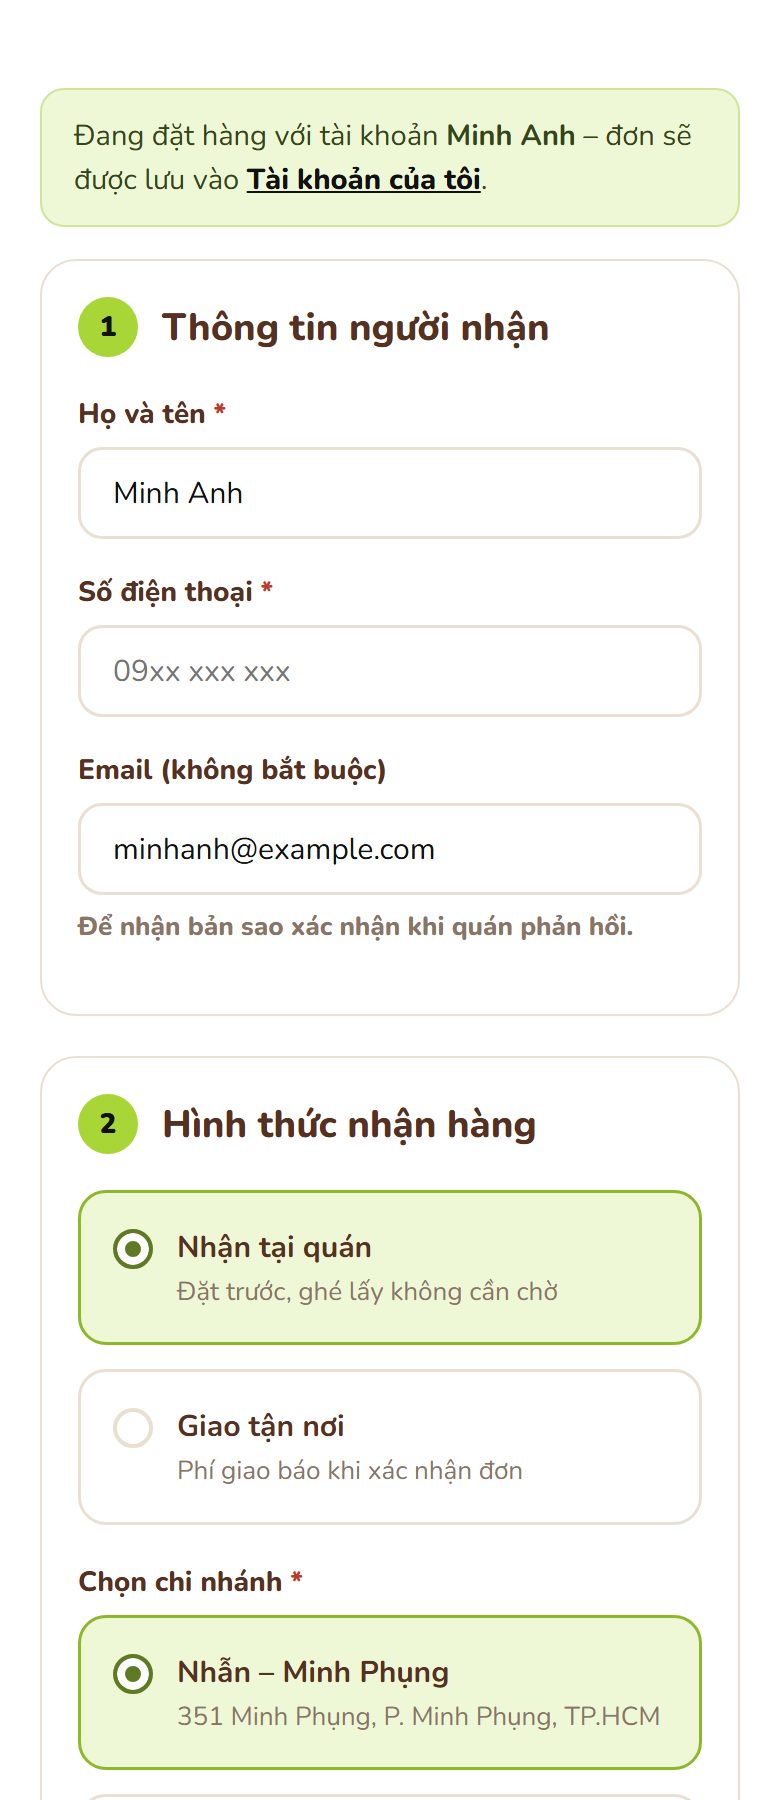 Đang đặt hàng với tài khoản Minh Anh – đơn sẽ
được lưu vào Tài khoản của tôi.
1 Thông tin người nhận
Họ và tên *
Minh Anh
Số điện thoại *
09xx xxx xxx
Email (không bắt buộc)
minhanh@example.com
Để nhận bản sao xác nhận khi quán phản hồi.
2 Hình thức nhận hàng
Nhận tại quán
Đặt trước, ghé lấy không cần chờ
Giao tận nơi
Phí giao báo khi xác nhận đơn
Chọn chi nhánh *
Nhẫn – Minh Phụng
351 Minh Phụng, P. Minh Phụng, TP.HCM